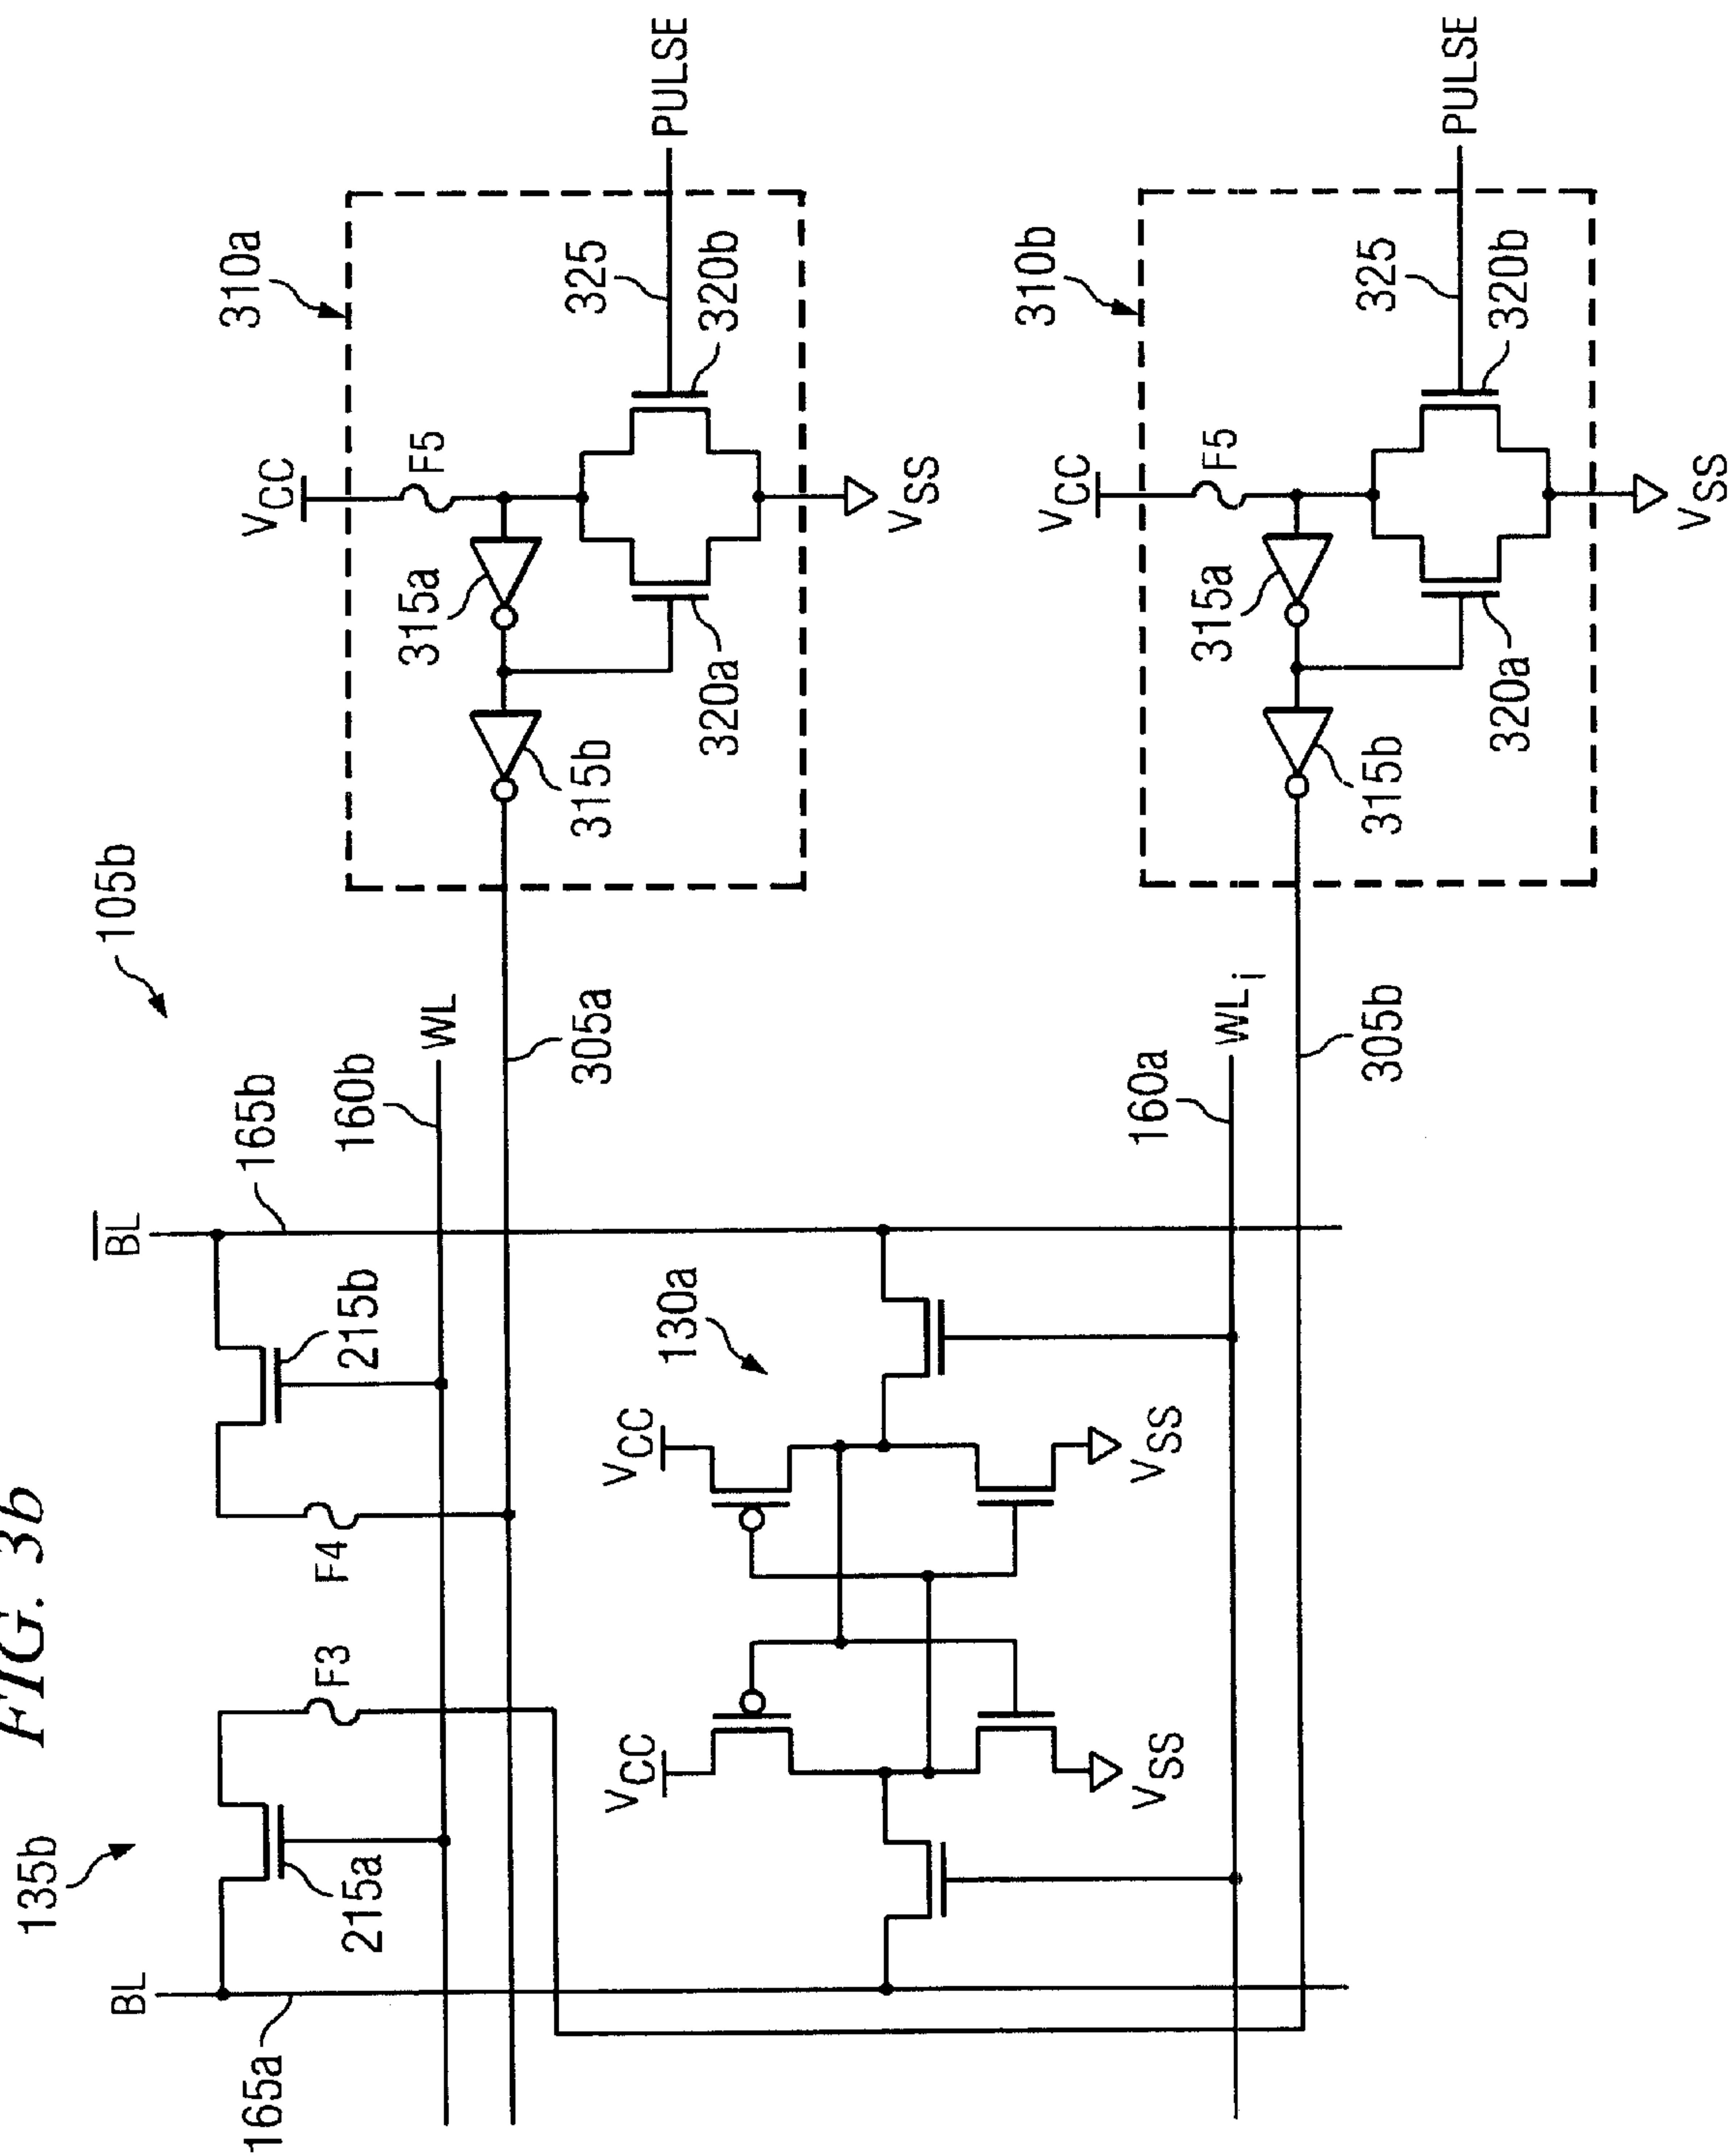 FIG. 3b
135b
105b
BL
BL
165a
215a
F3
F4
215b
165b
160b
WL
305a
130a
VCC
VCC
VSS
VSS
160a
WLi
305b
310a
VCC
F5
315a
315b
320a
320b
325
PULSE
VSS
310b
VCC
F5
315a
315b
320a
320b
325
PULSE
VSS